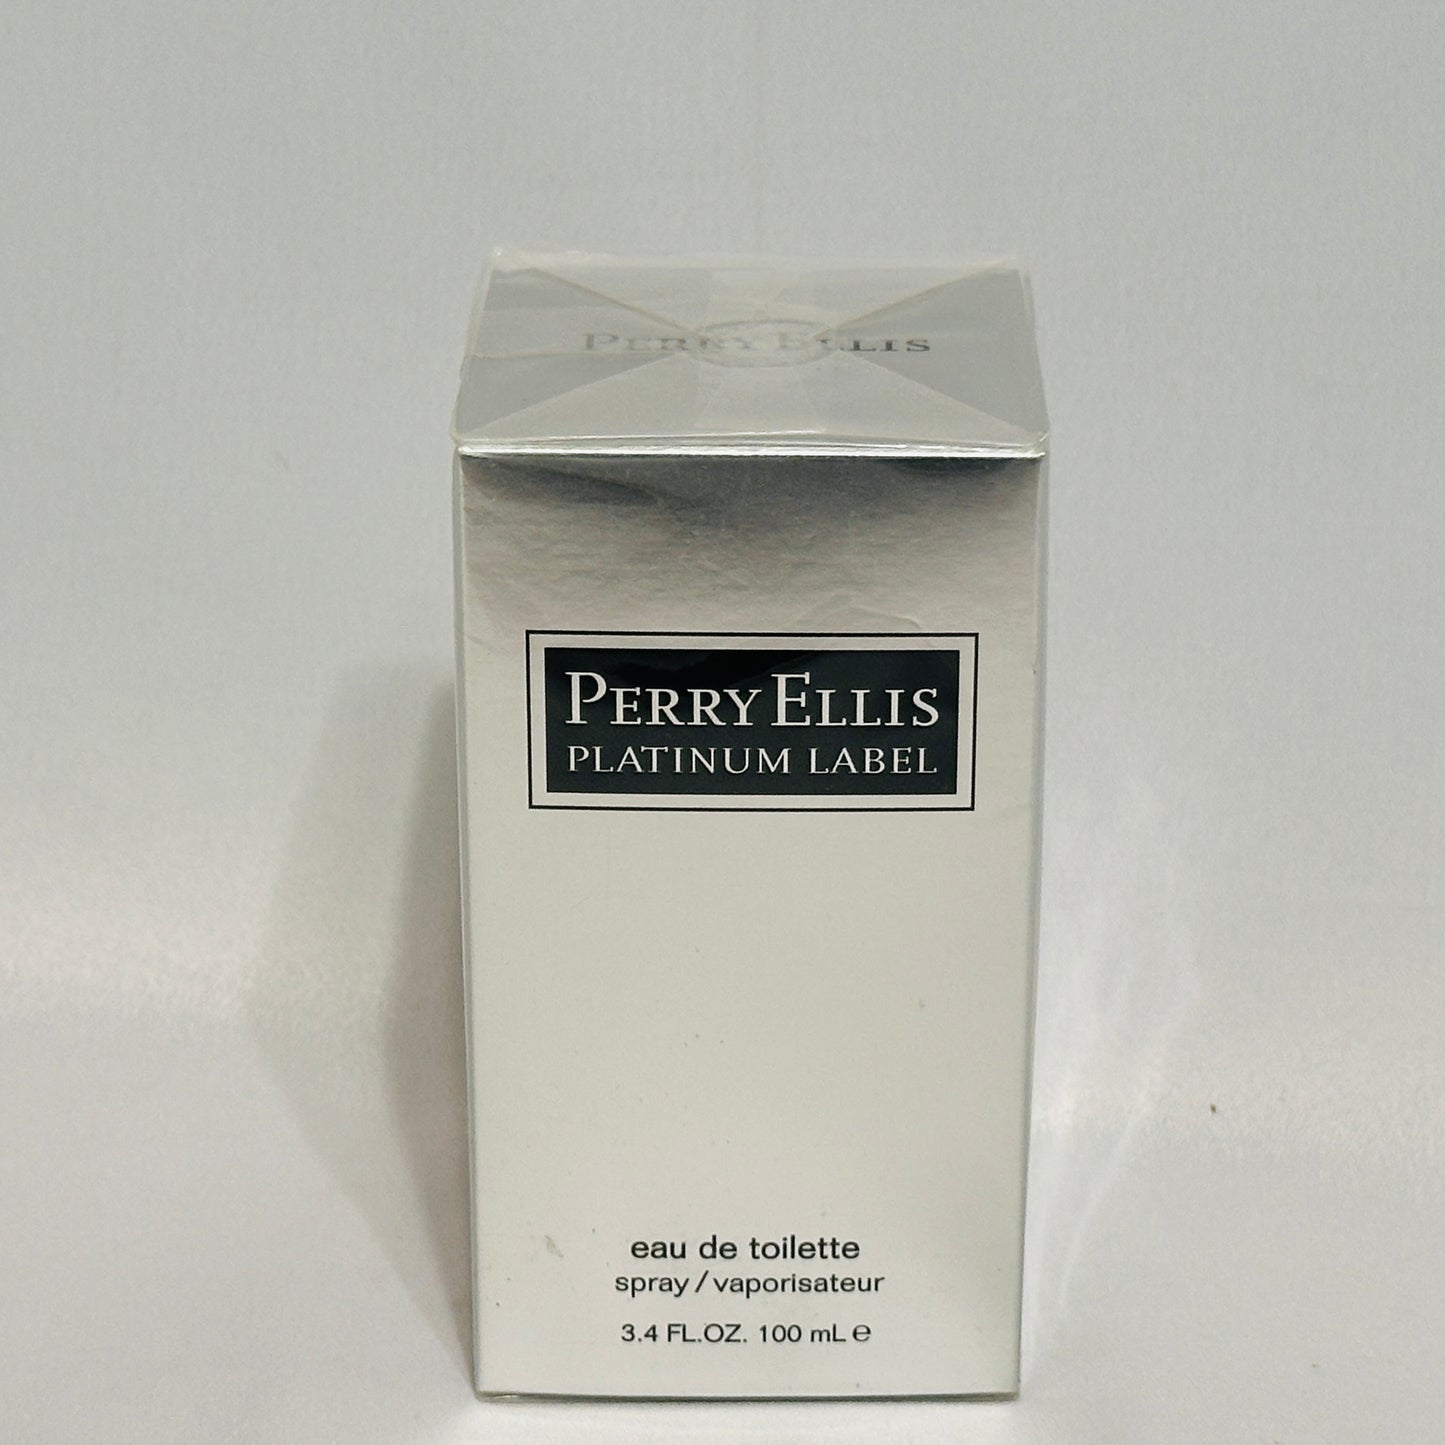 PERRY ELLIS
PERRY ELLIS
PLATINUM LABEL
eau de toilette
spray / vaporisateur
3.4 FL.OZ. 100 mL ℮